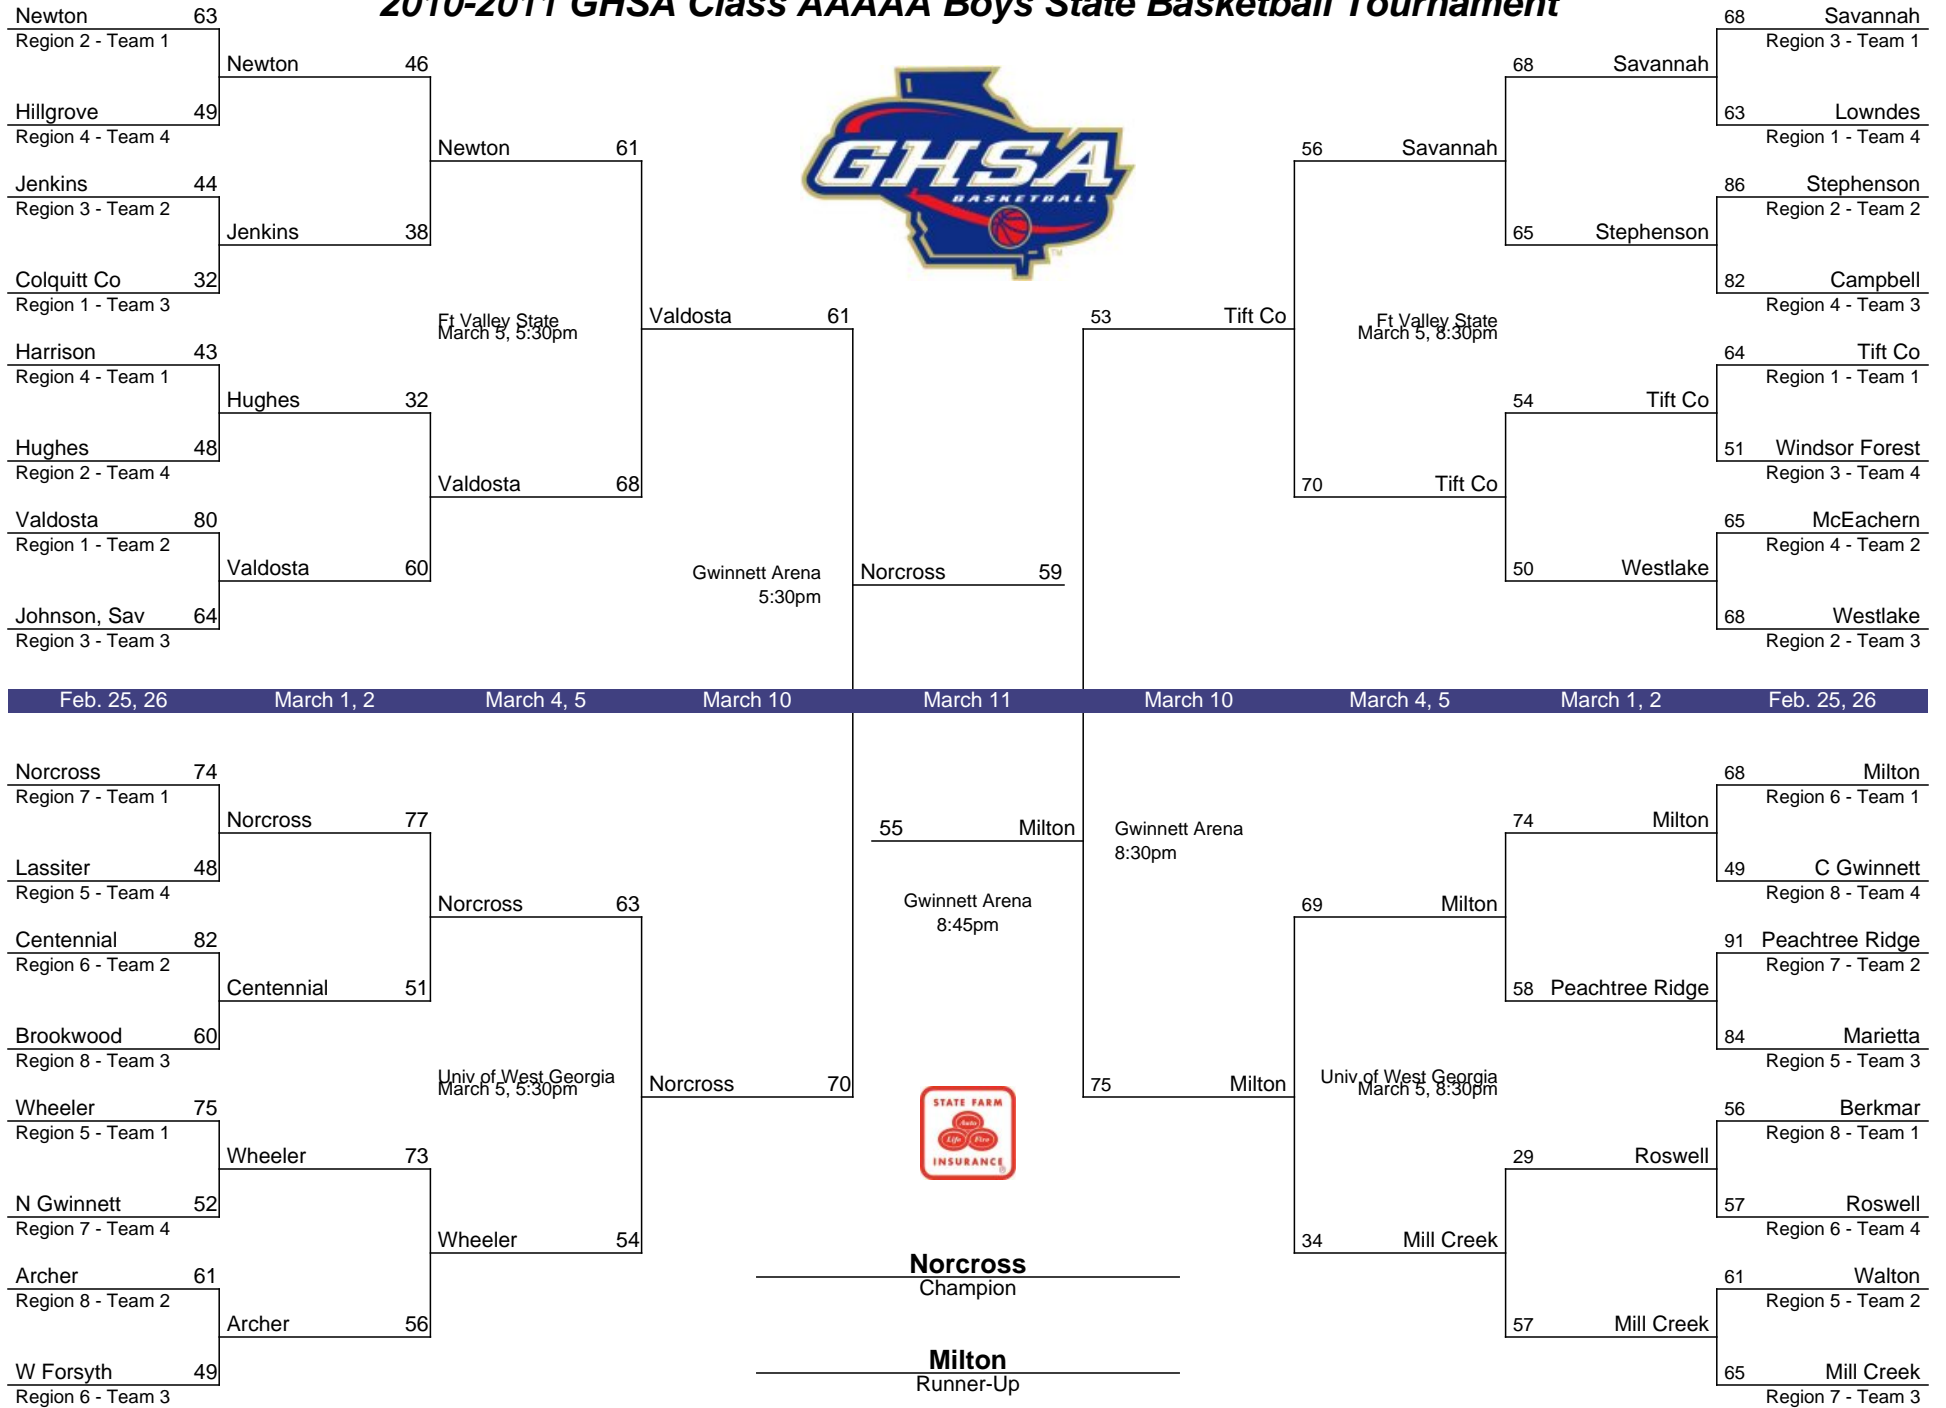 2010-2011 GHSA Class AAAAA Boys State Basketball Tournament
Newton 63
Region 2 - Team 1
Newton 46
Hillgrove 49
Region 4 - Team 4
Newton 61
Jenkins 44
Region 3 - Team 2
Jenkins 38
Colquitt Co 32
Region 1 - Team 3
Ft Valley State
March 5, 5:30pm
Valdosta 61
Harrison 43
Region 4 - Team 1
Hughes 32
Hughes 48
Region 2 - Team 4
Valdosta 68
Valdosta 80
Region 1 - Team 2
Valdosta 60
Johnson, Sav 64
Region 3 - Team 3
Gwinnett Arena
5:30pm
Norcross 59
GHSA
BASKETBALL
TM
68 Savannah
Region 3 - Team 1
68 Savannah
63 Lowndes
Region 1 - Team 4
56 Savannah
86 Stephenson
Region 2 - Team 2
65 Stephenson
82 Campbell
Region 4 - Team 3
53 Tift Co
Ft Valley State
March 5, 8:30pm
64 Tift Co
Region 1 - Team 1
54 Tift Co
51 Windsor Forest
Region 3 - Team 4
70 Tift Co
65 McEachern
Region 4 - Team 2
50 Westlake
68 Westlake
Region 2 - Team 3
Feb. 25, 26 March 1, 2 March 4, 5 March 10 March 11 March 10 March 4, 5 March 1, 2 Feb. 25, 26
Norcross 74
Region 7 - Team 1
Norcross 77
Lassiter 48
Region 5 - Team 4
Norcross 63
Centennial 82
Region 6 - Team 2
Centennial 51
Brookwood 60
Region 8 - Team 3
Univ of West Georgia
March 5, 5:30pm
Norcross 70
Wheeler 75
Region 5 - Team 1
Wheeler 73
N Gwinnett 52
Region 7 - Team 4
Wheeler 54
Archer 61
Region 8 - Team 2
Archer 56
W Forsyth 49
Region 6 - Team 3
55 Milton
Gwinnett Arena
8:30pm
Gwinnett Arena
8:45pm
STATE FARM
Auto
Life Fire
INSURANCE
®
Norcross
Champion
Milton
Runner-Up
68 Milton
Region 6 - Team 1
74 Milton
49 C Gwinnett
Region 8 - Team 4
69 Milton
91 Peachtree Ridge
Region 7 - Team 2
58 Peachtree Ridge
84 Marietta
Region 5 - Team 3
75 Milton
Univ of West Georgia
March 5, 8:30pm
56 Berkmar
Region 8 - Team 1
29 Roswell
57 Roswell
Region 6 - Team 4
34 Mill Creek
61 Walton
Region 5 - Team 2
57 Mill Creek
65 Mill Creek
Region 7 - Team 3